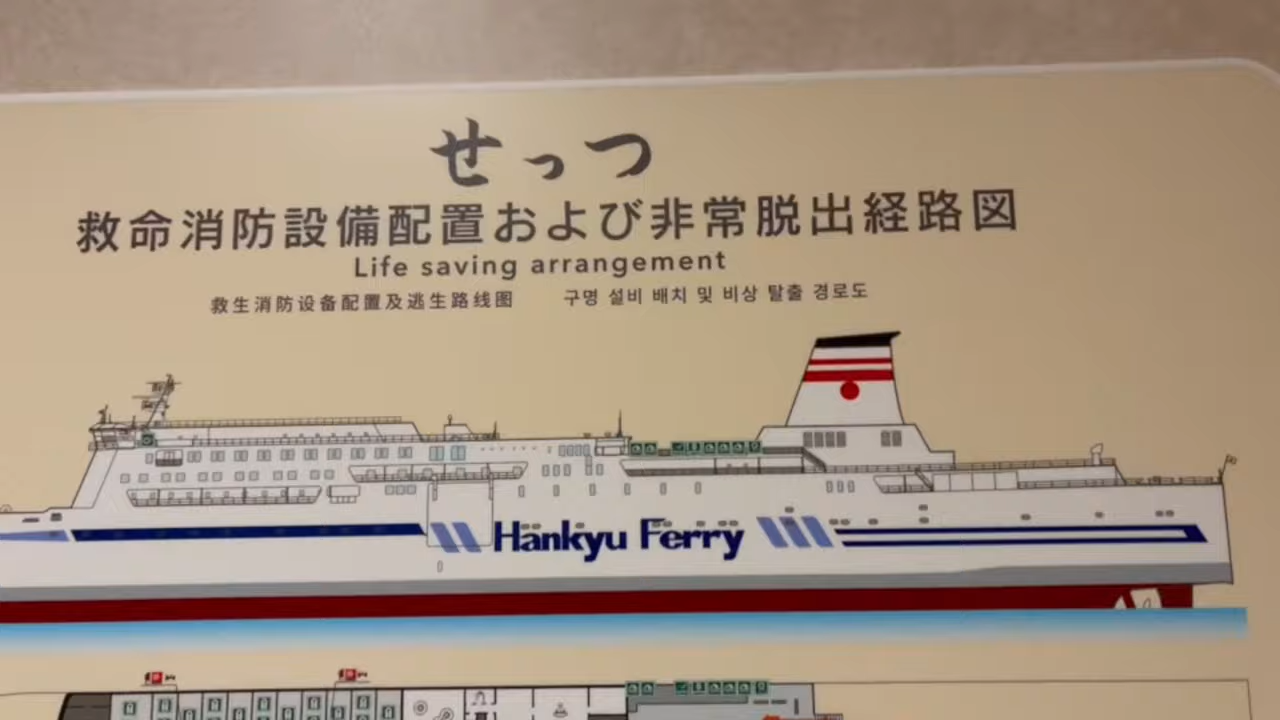 せっつ
救命消防設備配置および非常脱出経路図
Life saving arrangement
救生消防设备配置及逃生路线图 구명 설비 배치 및 비상 탈출 경로도
Hankyu Ferry